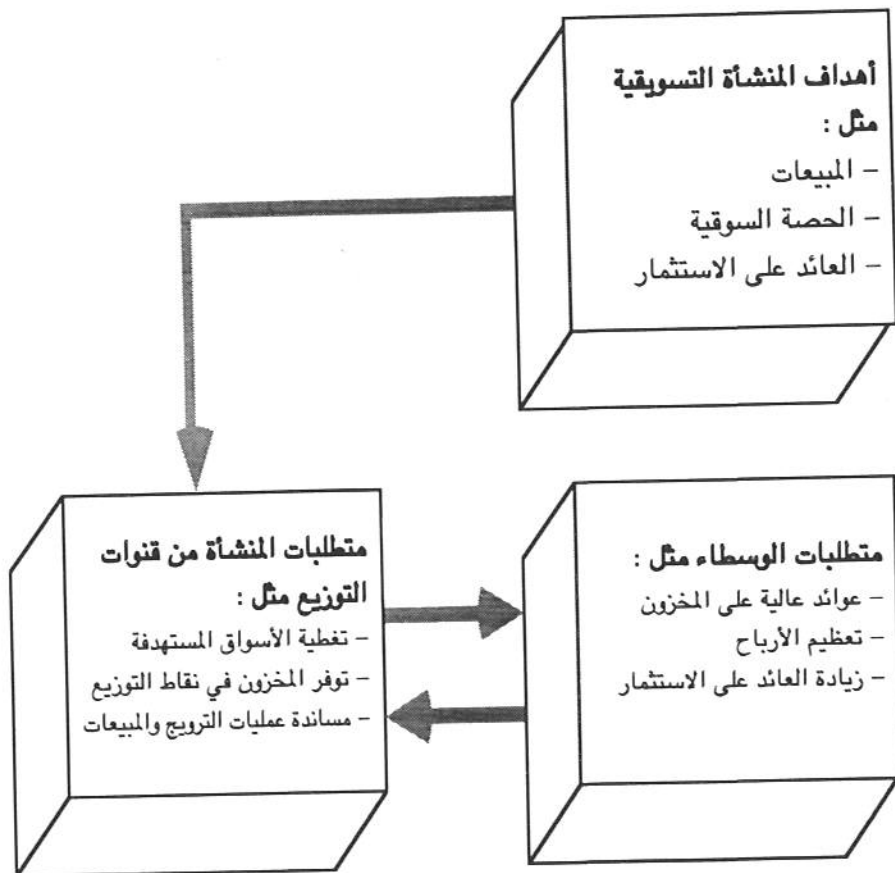 أهداف المنشأة التسويقية
مثل :
– المبيعات
– الحصة السوقية
– العائد على الاستثمار
متطلبات الوسطاء مثل :
– عوائد عالية على المخزون
– تعظيم الأرباح
– زيادة العائد على الاستثمار
متطلبات المنشأة من قنوات
التوزيع مثل :
– تغطية الأسواق المستهدفة
– توفر المخزون في نقاط التوزيع
– مساندة عمليات الترويج والمبيعات